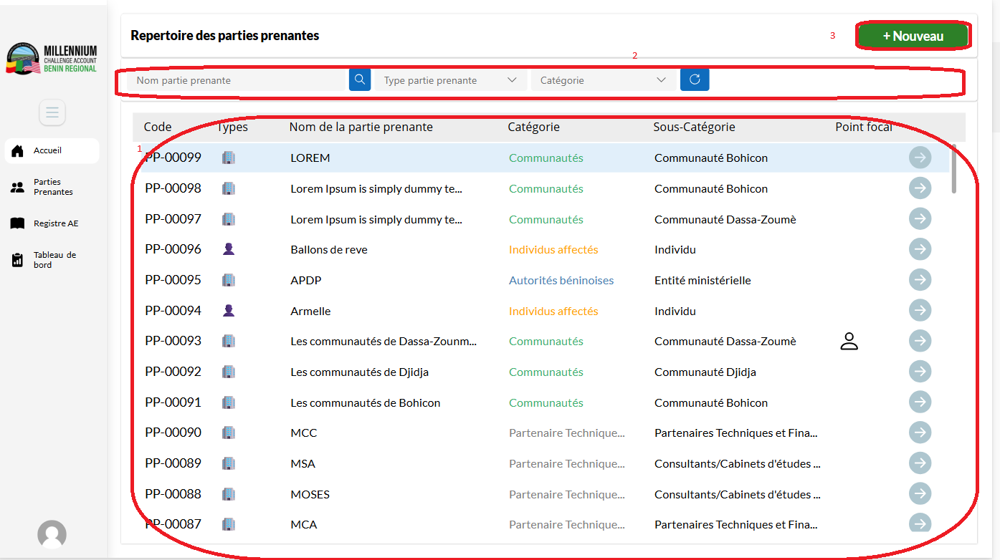 MILLENNIUM
CHALLENGE ACCOUNT
BENIN REGIONAL
Accueil
Parties
Prenantes
Registre AE
Tableau de
bord
Repertoire des parties prenantes
3
+ Nouveau
2
Nom partie prenante
Type partie prenante
Catégorie
Code Types Nom de la partie prenante Catégorie Sous-Catégorie Point focal
1
PP-00099 LOREM Communautés Communauté Bohicon
PP-00098 Lorem Ipsum is simply dummy te... Communautés Communauté Bohicon
PP-00097 Lorem Ipsum is simply dummy te... Communautés Communauté Dassa-Zoumè
PP-00096 Ballons de reve Individus affectés Individu
PP-00095 APDP Autorités béninoises Entité ministérielle
PP-00094 Armelle Individus affectés Individu
PP-00093 Les communautés de Dassa-Zounm... Communautés Communauté Dassa-Zoumè
PP-00092 Les communautés de Djidja Communautés Communauté Djidja
PP-00091 Les communautés de Bohicon Communautés Communauté Bohicon
PP-00090 MCC Partenaire Technique... Partenaires Techniques et Fina...
PP-00089 MSA Partenaire Technique... Consultants/Cabinets d'études ...
PP-00088 MOSES Partenaire Technique... Consultants/Cabinets d'études ...
PP-00087 MCA Partenaire Technique... Partenaires Techniques et Fina...